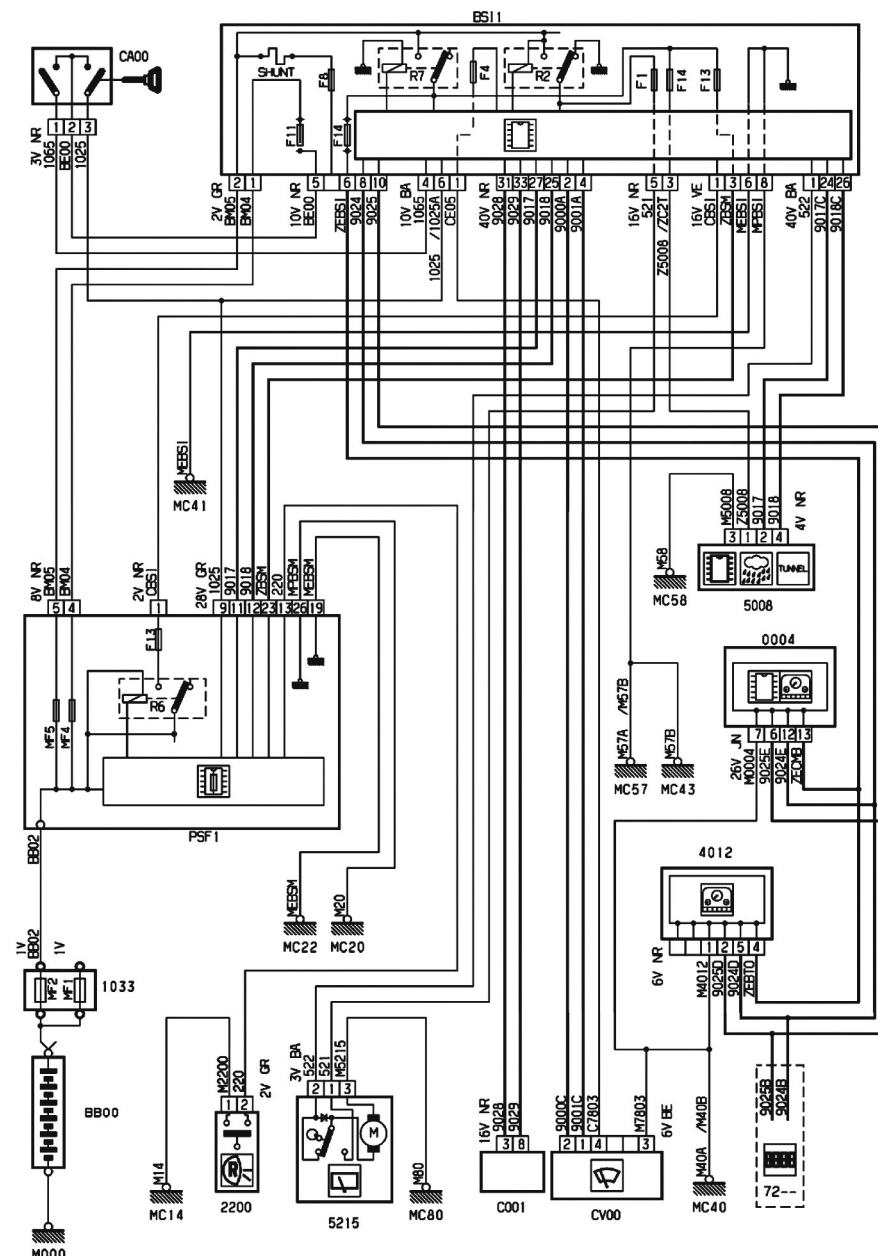 BSI1
CA00
SHUNT
F8
R7
F4
R2
F1
F14
F13
F11
F14
1 2 3
3V NR
1065
BE00
1025
2 1
5
6 8 10
4 6 1
31 33 27 25 2 4
5 3
1 3 6 8
1 24 26
2V GR
BM05
BM04
10V NR
BE00
ZEBSI
9024
9025
10V BA
1065
/1025A
1025
CE05
40V NR
9028
9029
9017
9018
9000A
9001A
16V NR
521
/ZC2T
Z5008
16V VE
CBSI
ZBSM
MEBSI
MPBSI
40V BA
522
9017C
9018C
MEBSI
MC41
M5008
Z5008
9017
9018
4V NR
3 1 2 4
TUNNEL
5008
M58
MC58
8V NR
BM05
BM04
2V NR
CBSI
28V GR
1025
9017
9018
ZBSM
220
MPBSM
MEBSM
5 4
1
9 11 12 23 13 26 19
F13
R6
MF5
MF4
PSF1
0004
7 6 12 13
26V JN
M0004
9025E
9024E
ZECMB
M57A
/M57B
M57B
MC57
MC43
BB02
MEBSM
M20
MC22
MC20
4012
1 2 5 4
6V NR
M4012
9025D
9024D
ZEBTO
1V
BB02
1V
MF2
MF1
1033
BB00
M000
M2200
220
2V GR
1 2
R
2200
M14
MC14
3V BA
522
521
M5215
2 1 3
M
5215
M80
MC80
16V NR
9028
9029
3 8
C001
9000C
9001C
C7803
M7803
6V BE
2 1 4 3
CV00
M40A
/M40B
MC40
9025B
9024B
72--